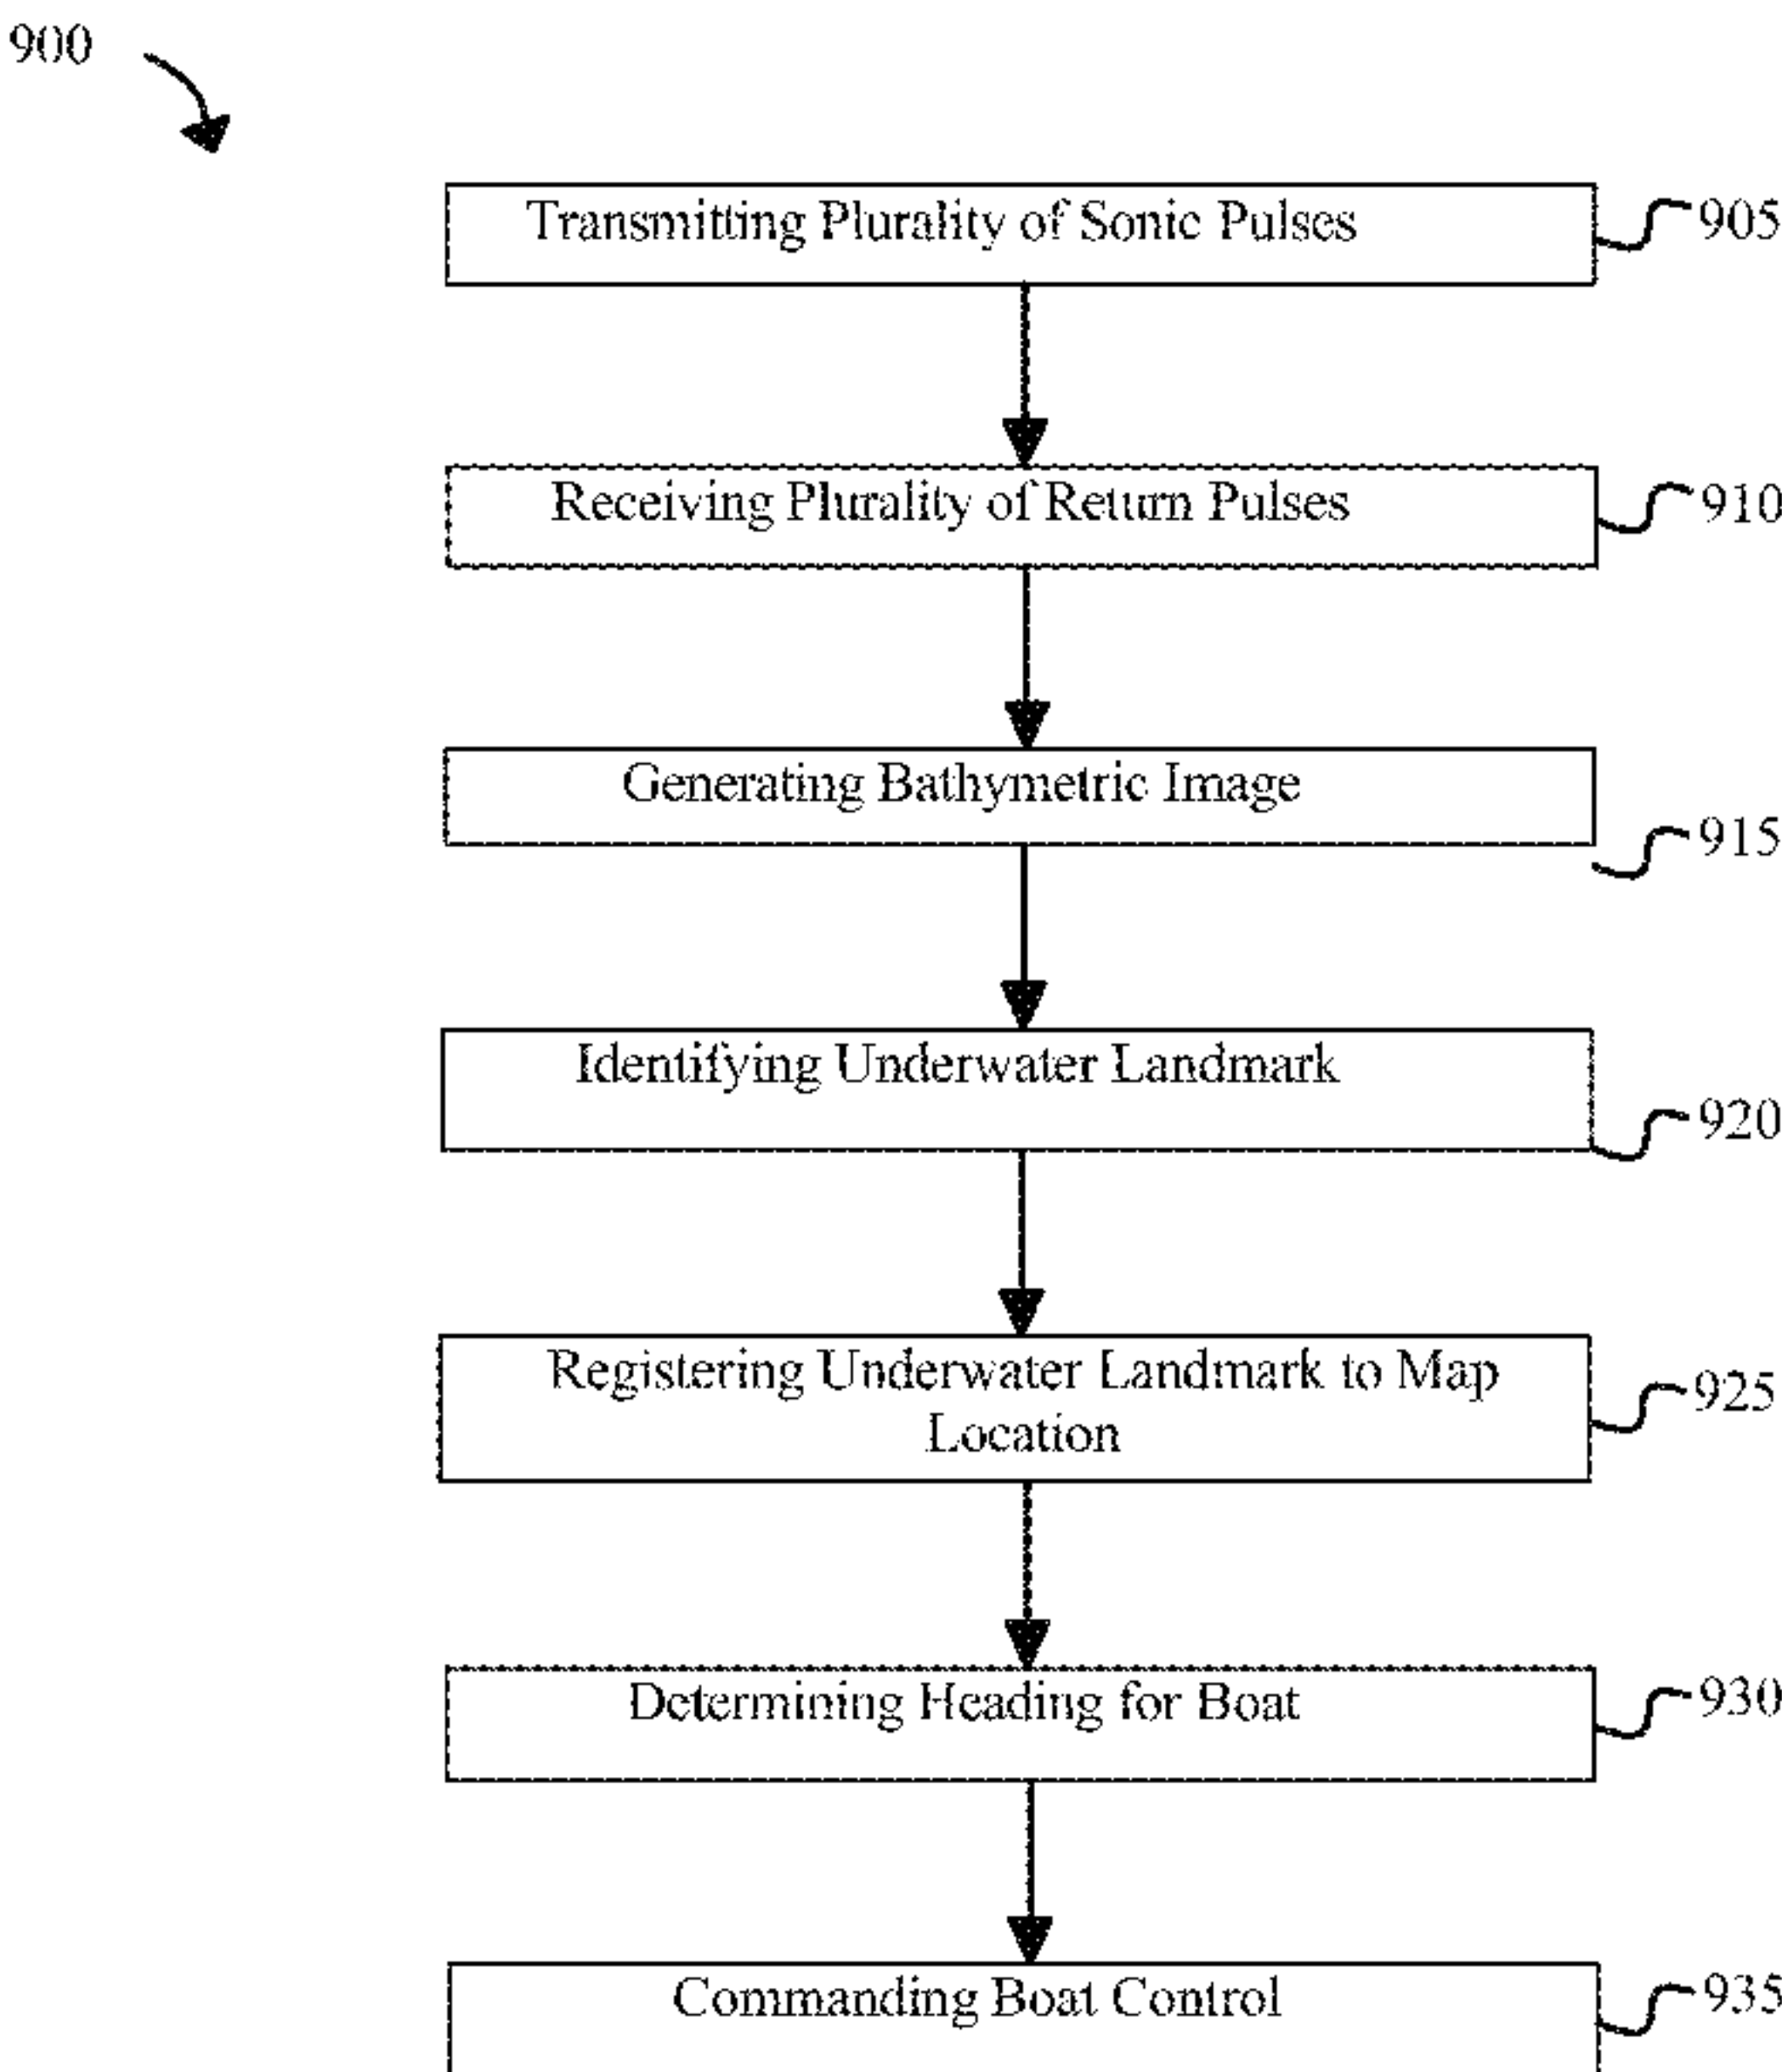 900
Transmitting Plurality of Sonic Pulses
905
Receiving Plurality of Return Pulses
910
Generating Bathymetric Image
915
Identifying Underwater Landmark
920
Registering Underwater Landmark to Map
Location
925
Determining Heading for Boat
930
Commanding Boat Control
935